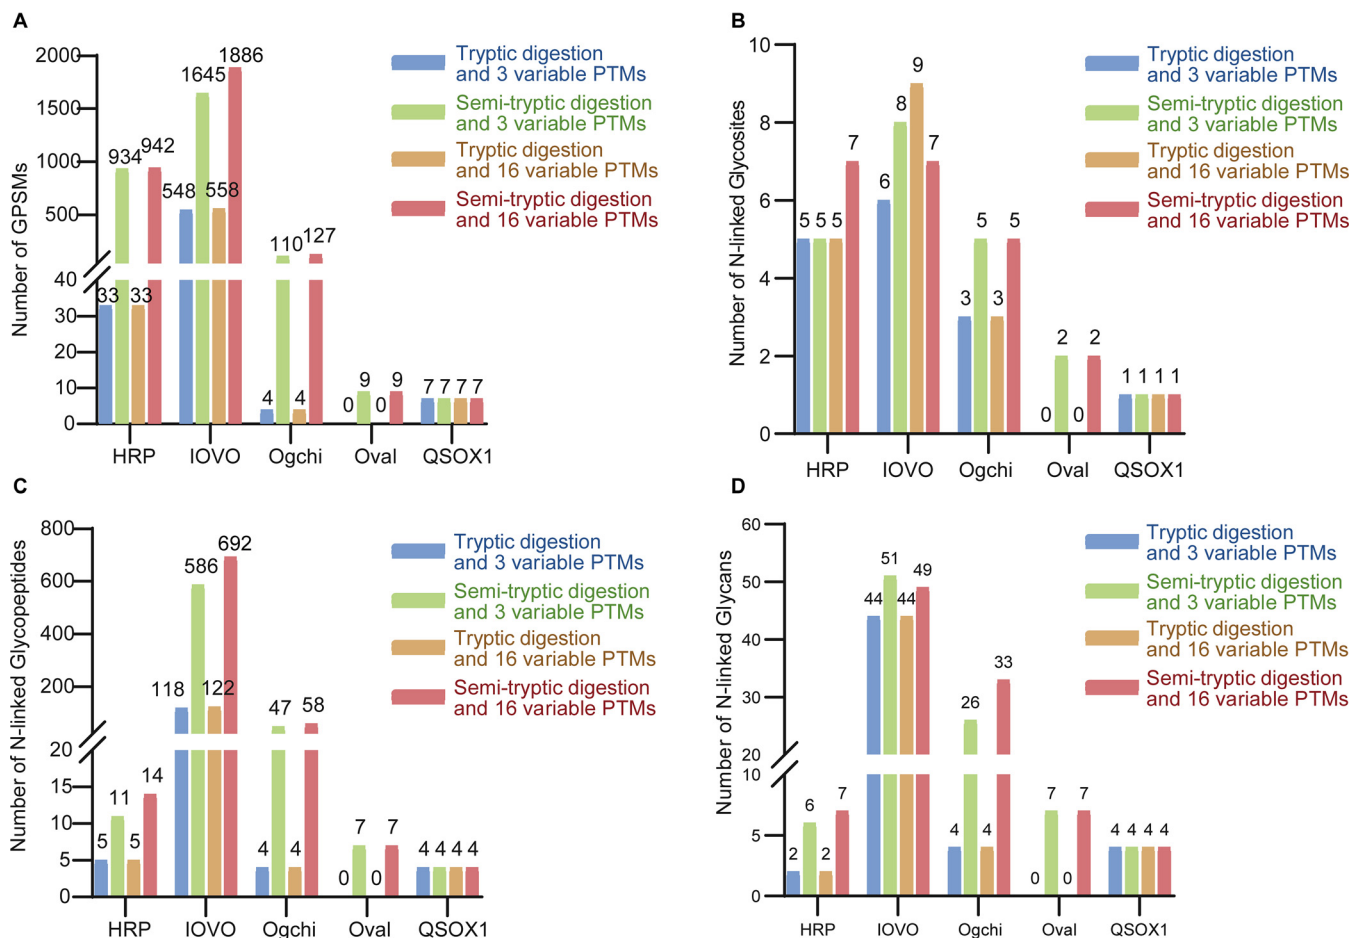 A
Number of GPSMs
2000
1500
1000
500
40
30
20
10
0
33
934
33
942
548
1645
558
1886
4
110
4
127
0
9
0
9
7
7
7
7
HRP
IOVO
Ogchi
Oval
QSOX1
Tryptic digestion
and 3 variable PTMs
Semi-tryptic digestion
and 3 variable PTMs
Tryptic digestion
and 16 variable PTMs
Semi-tryptic digestion
and 16 variable PTMs
B
Number of N-linked Glycosites
10
8
6
4
2
0
5
5
5
7
6
8
9
7
3
5
3
5
0
2
0
2
1
1
1
1
HRP
IOVO
Ogchi
Oval
QSOX1
Tryptic digestion
and 3 variable PTMs
Semi-tryptic digestion
and 3 variable PTMs
Tryptic digestion
and 16 variable PTMs
Semi-tryptic digestion
and 16 variable PTMs
C
Number of N-linked Glycopeptides
800
600
400
200
20
15
10
5
0
5
11
5
14
118
586
122
692
4
47
4
58
0
7
0
7
4
4
4
4
HRP
IOVO
Ogchi
Oval
QSOX1
Tryptic digestion
and 3 variable PTMs
Semi-tryptic digestion
and 3 variable PTMs
Tryptic digestion
and 16 variable PTMs
Semi-tryptic digestion
and 16 variable PTMs
D
Number of N-linked Glycans
60
50
40
30
20
10
5
0
2
6
2
7
44
51
44
49
4
26
4
33
0
7
0
7
4
4
4
4
HRP
IOVO
Ogchi
Oval
QSOX1
Tryptic digestion
and 3 variable PTMs
Semi-tryptic digestion
and 3 variable PTMs
Tryptic digestion
and 16 variable PTMs
Semi-tryptic digestion
and 16 variable PTMs